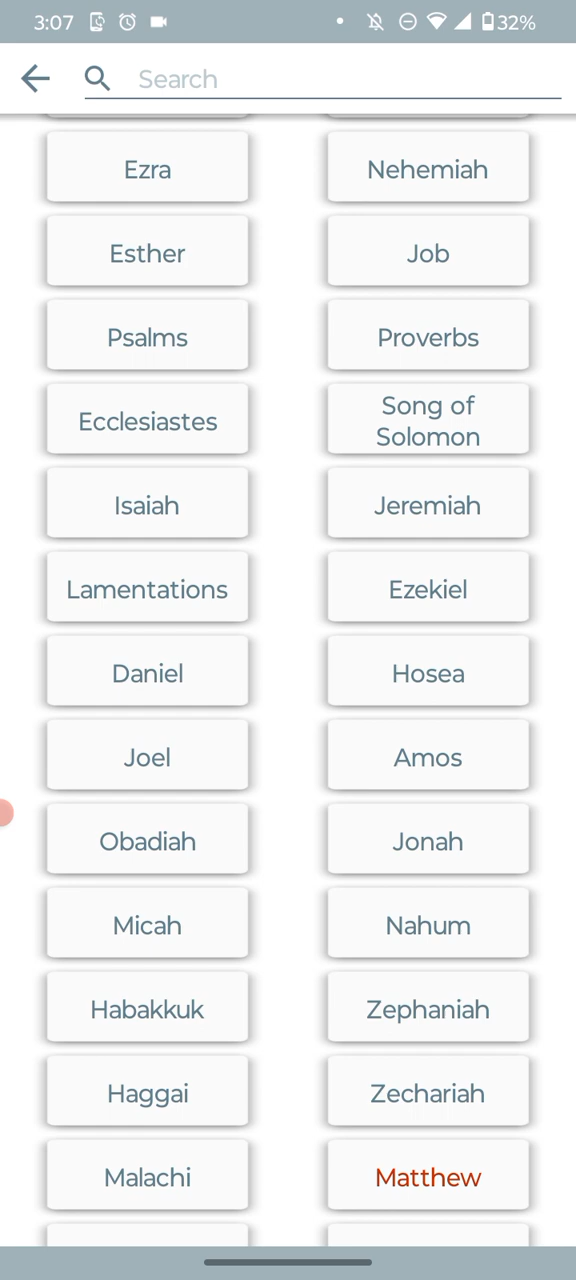 3:07
32%
Search
Ezra
Nehemiah
Esther
Job
Psalms
Proverbs
Ecclesiastes
Song of
Solomon
Isaiah
Jeremiah
Lamentations
Ezekiel
Daniel
Hosea
Joel
Amos
Obadiah
Jonah
Micah
Nahum
Habakkuk
Zephaniah
Haggai
Zechariah
Malachi
Matthew